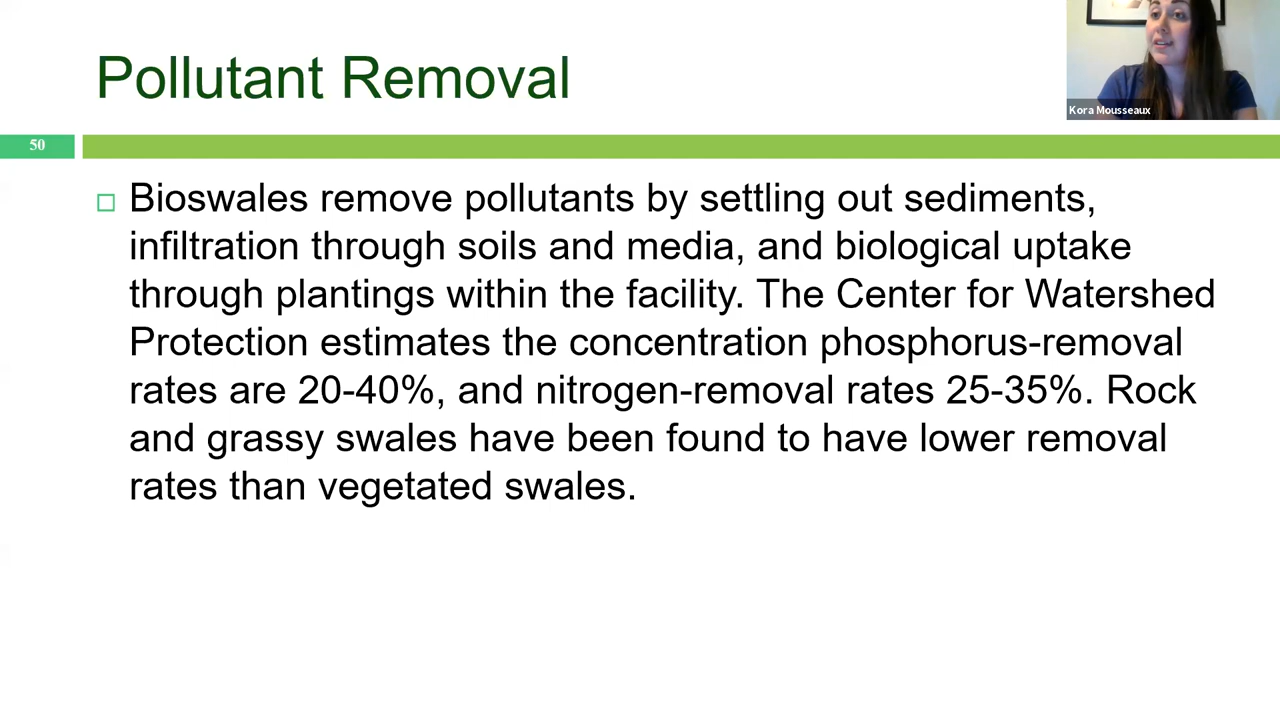 Pollutant Removal
Kora Mousseaux
50
Bioswales remove pollutants by settling out sediments,
infiltration through soils and media, and biological uptake
through plantings within the facility. The Center for Watershed
Protection estimates the concentration phosphorus-removal
rates are 20-40%, and nitrogen-removal rates 25-35%. Rock
and grassy swales have been found to have lower removal
rates than vegetated swales.